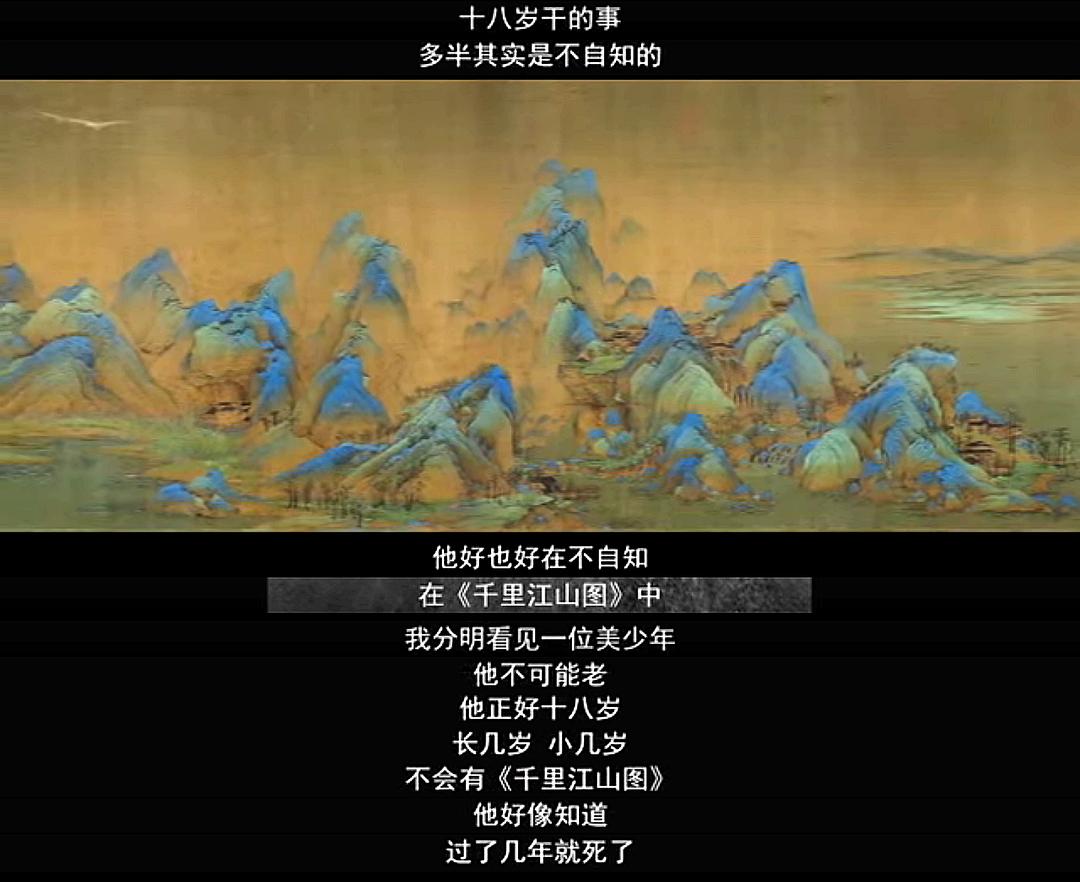 十八岁干的事
多半其实是不自知的
他好也好在不自知
在《千里江山图》中
我分明看见一位美少年
他不可能老
他正好十八岁
长几岁 小几岁
不会有《千里江山图》
他好像知道
过了几年就死了